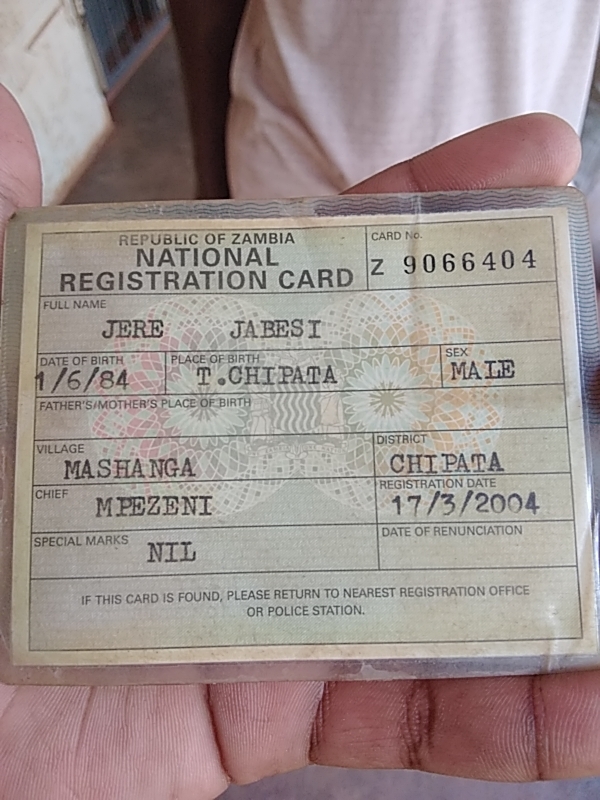 REPUBLIC OF ZAMBIA
NATIONAL
REGISTRATION CARD
CARD No.
Z 9066404
FULL NAME
JERE JABESI
DATE OF BIRTH
1/6/84
PLACE OF BIRTH
T.CHIPATA
SEX
MALE
FATHER'S/MOTHER'S PLACE OF BIRTH
VILLAGE
MASHANGA
DISTRICT
CHIPATA
CHIEF
MPEZENI
REGISTRATION DATE
17/3/2004
SPECIAL MARKS
NIL
DATE OF RENUNCIATION
IF THIS CARD IS FOUND, PLEASE RETURN TO NEAREST REGISTRATION OFFICE
OR POLICE STATION.